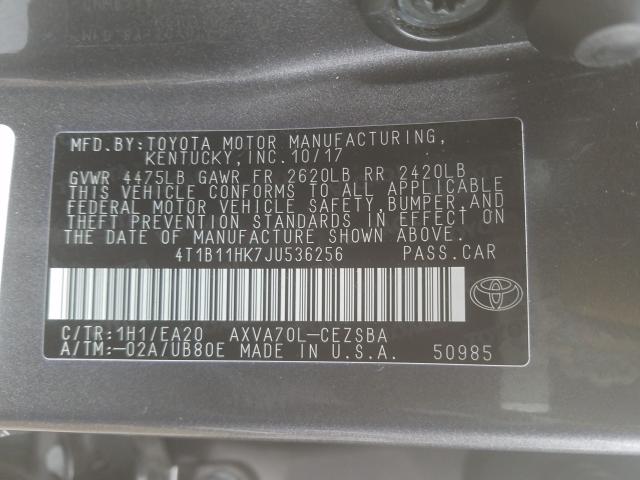 MFD.BY:TOYOTA MOTOR MANUFACTURING,
KENTUCKY,INC.10/17
GVWR 4475LB GAWR FR 2620LB RR 2420LB
THIS VEHICLE CONFORMS TO ALL APPLICABLE
FEDERAL MOTOR VEHICLE SAFETY,BUMPER,AND
THEFT PREVENTION STANDARDS IN EFFECT ON
THE DATE OF MANUFACTURE SHOWN ABOVE.
4T1B11HK7JU536256 PASS.CAR
C/TR:1H1/EA20 AXVA70L-CEZSBA
A/TM:-02A/UB80E MADE IN U.S.A. 50985